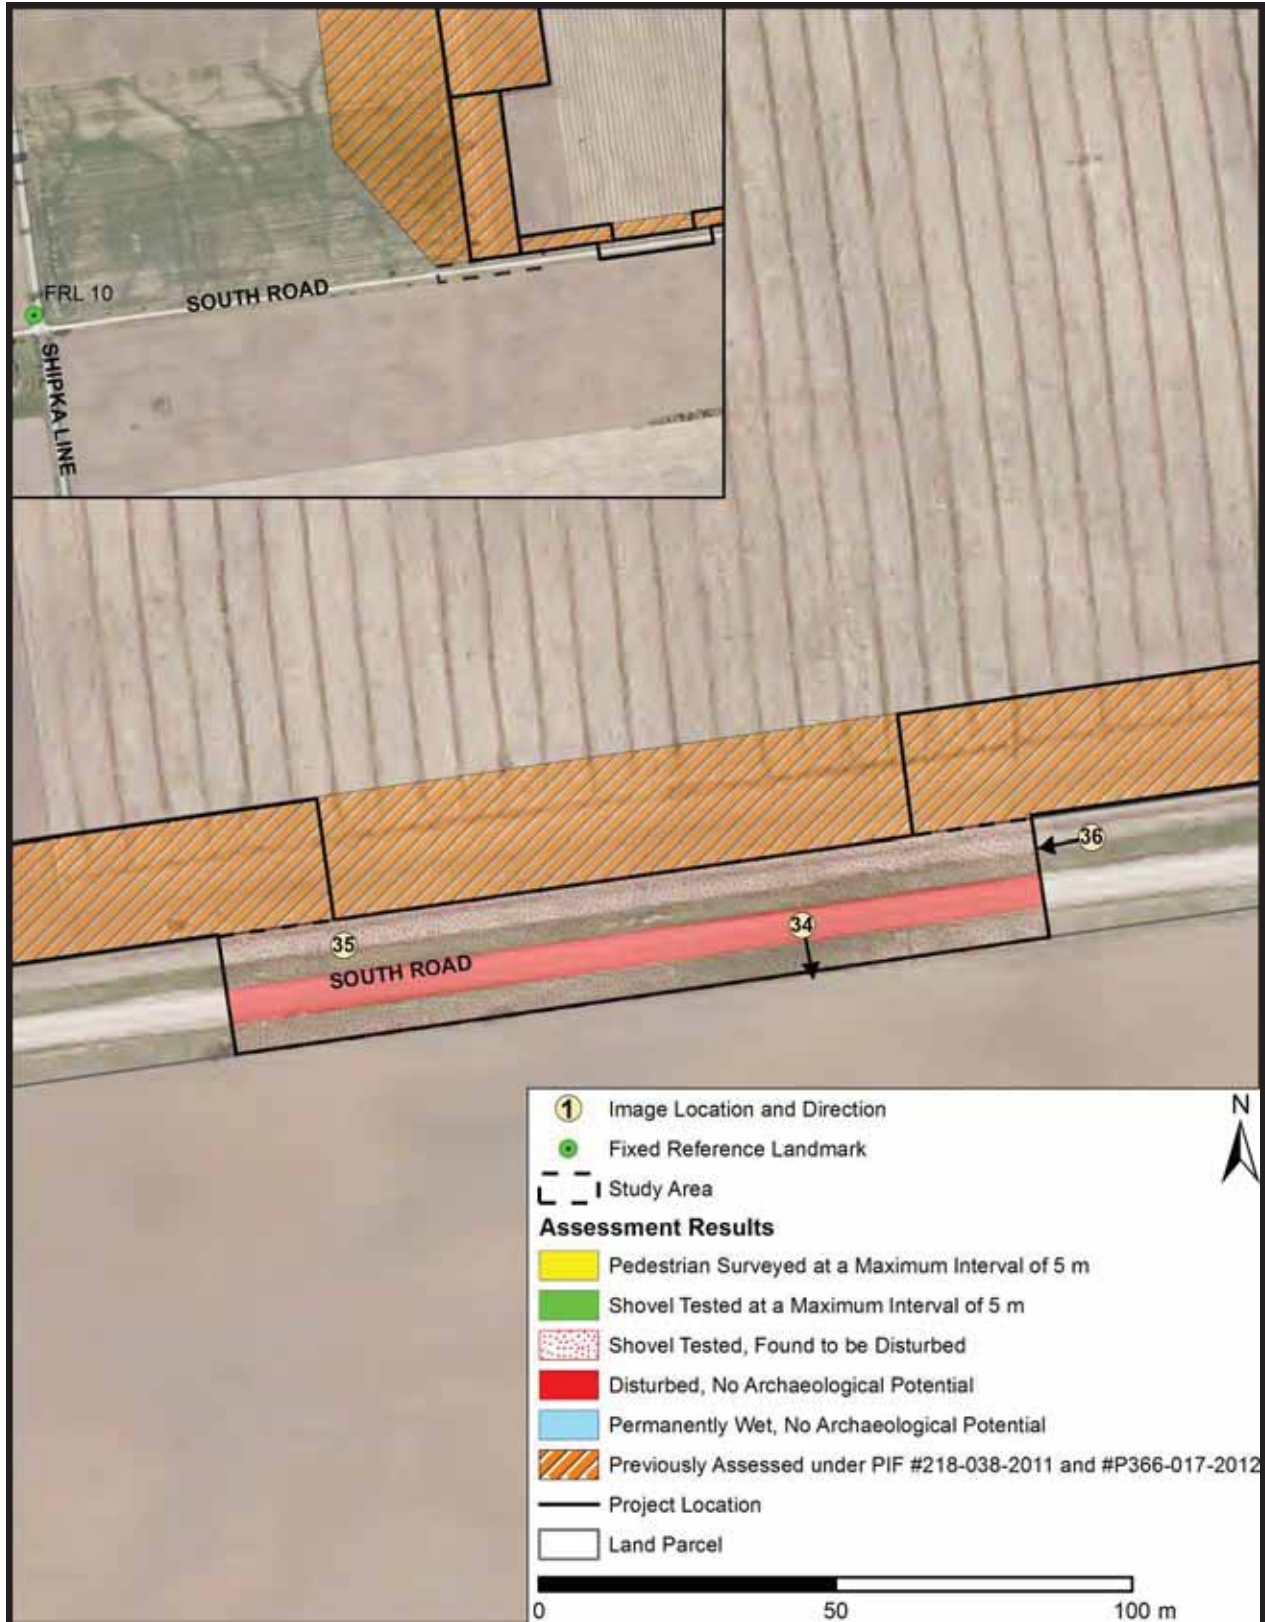 FRL 10
SOUTH ROAD
SHIPKA LINE
36
34
35
SOUTH ROAD
1 Image Location and Direction
N
Fixed Reference Landmark
Study Area
Assessment Results
Pedestrian Surveyed at a Maximum Interval of 5 m
Shovel Tested at a Maximum Interval of 5 m
Shovel Tested, Found to be Disturbed
Disturbed, No Archaeological Potential
Permanently Wet, No Archaeological Potential
Previously Assessed under PIF #218-038-2011 and #P366-017-2012
Project Location
Land Parcel
0 50 100 m